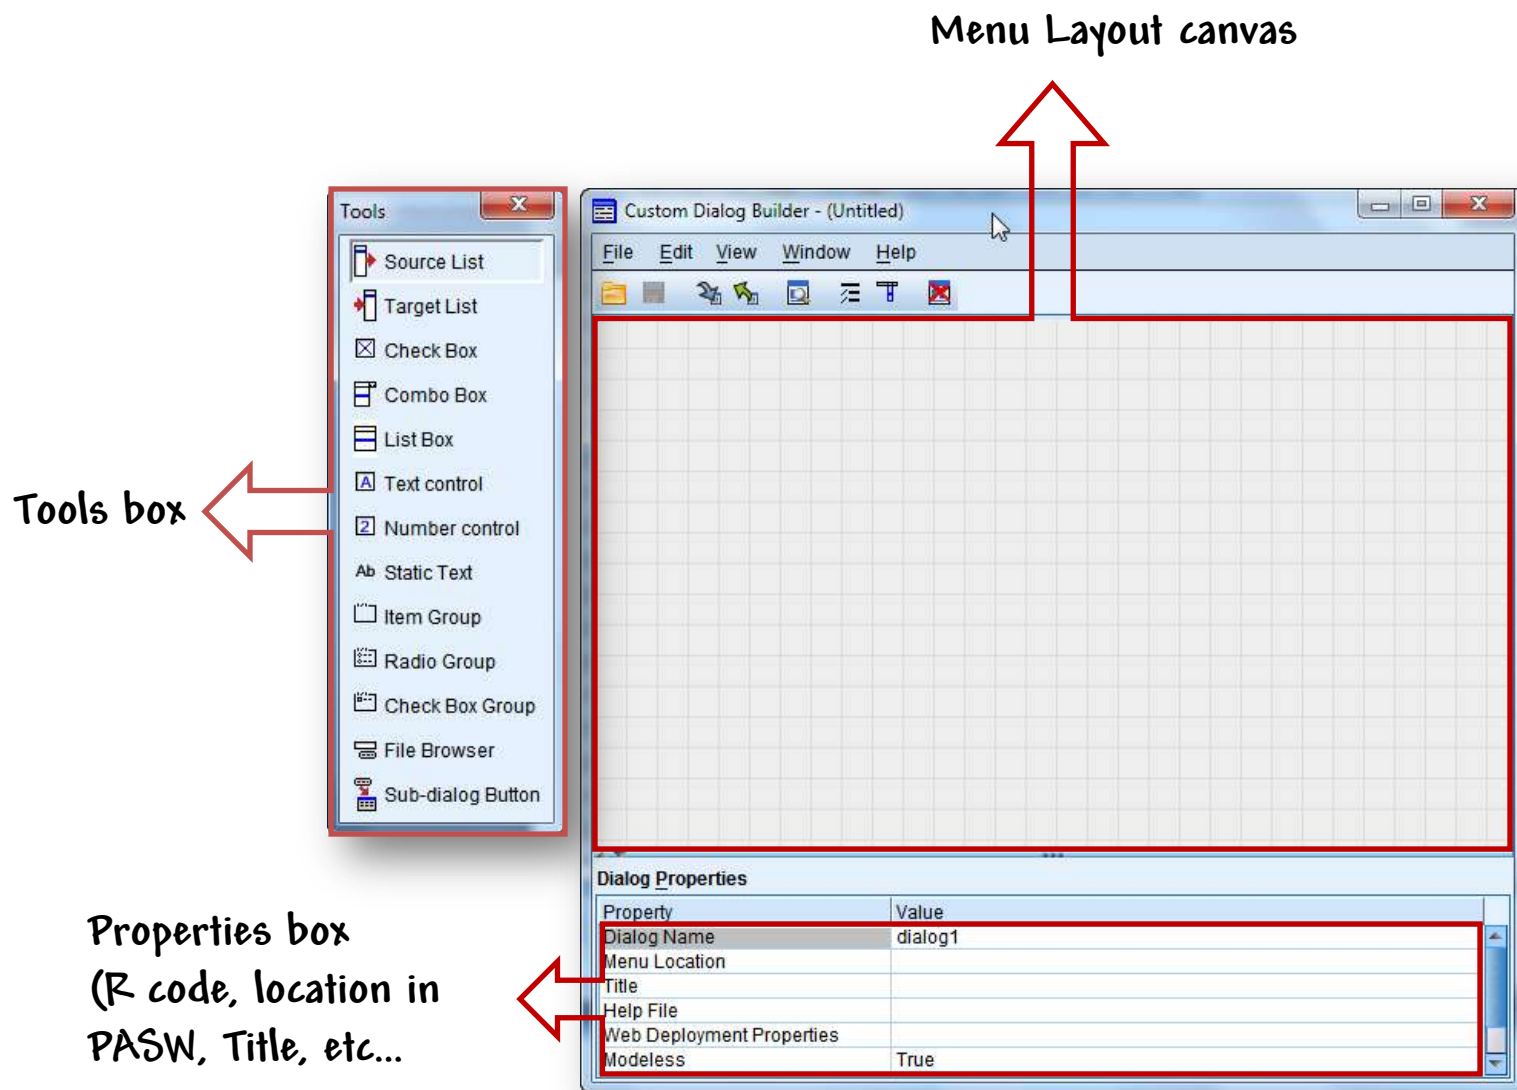 Menu Layout canvas
Tools
Source List
Target List
Check Box
Combo Box
List Box
A Text control
2 Number control
Ab Static Text
Item Group
Radio Group
Check Box Group
File Browser
Sub-dialog Button
Tools box
Custom Dialog Builder - (Untitled)
File Edit View Window Help
Dialog Properties
Property Value
Dialog Name dialog1
Menu Location
Title
Help File
Web Deployment Properties
Modeless True
Properties box
(R code, location in
PASW, Title, etc...